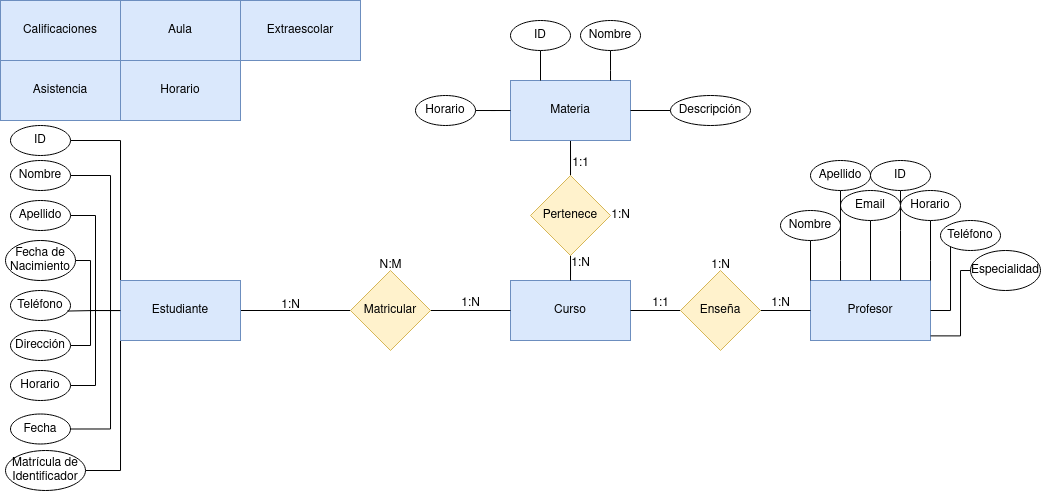 Calificaciones
Aula
Extraescolar
Asistencia
Horario
ID
Nombre
Apellido
Fecha de
Nacimiento
Teléfono
Dirección
Horario
Fecha
Matrícula de
Identificador
Estudiante
1:N
N:M
Matricular
1:N
ID
Nombre
Horario
Materia
Descripción
1:1
Pertenece
1:N
1:N
Curso
1:1
1:N
Enseña
1:N
Apellido
ID
Email
Horario
Nombre
Teléfono
Especialidad
Profesor